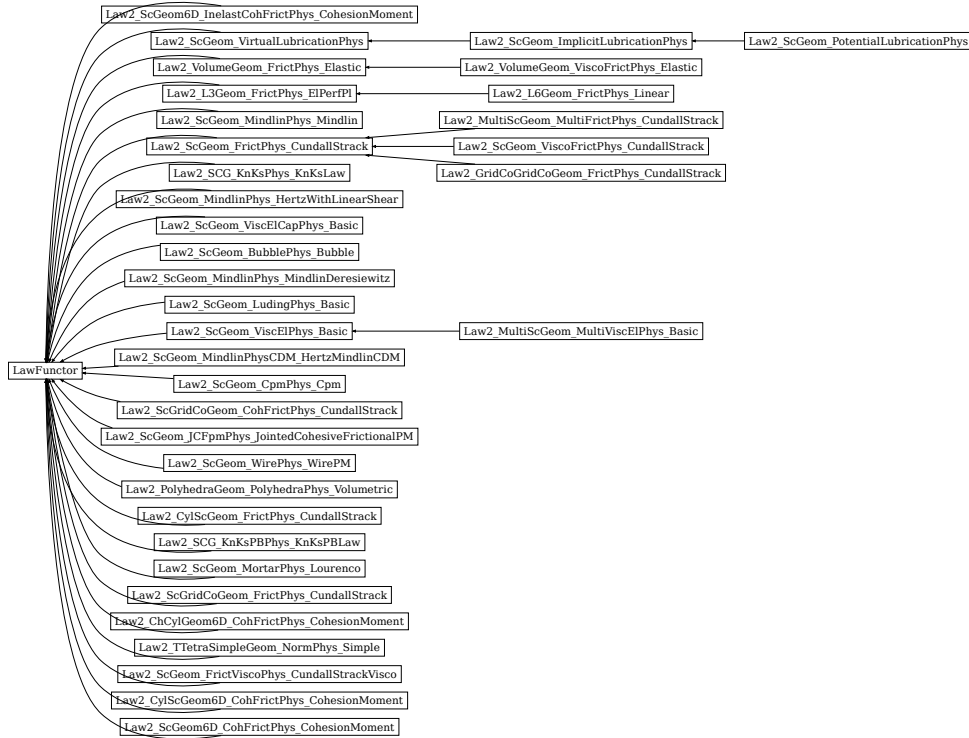 Law2_ScGeom6D_InelastCohFrictPhys_CohesionMoment
Law2_ScGeom_VirtualLubricationPhys
Law2_ScGeom_ImplicitLubricationPhys
Law2_ScGeom_PotentialLubricationPhys
Law2_VolumeGeom_FrictPhys_Elastic
Law2_VolumeGeom_ViscoFrictPhys_Elastic
Law2_L3Geom_FrictPhys_ElPerfPl
Law2_L6Geom_FrictPhys_Linear
Law2_ScGeom_MindlinPhys_Mindlin
Law2_MultiScGeom_MultiFrictPhys_CundallStrack
Law2_ScGeom_FrictPhys_CundallStrack
Law2_ScGeom_ViscoFrictPhys_CundallStrack
Law2_SCG_KnKsPhys_KnKsLaw
Law2_GridCoGridCoGeom_FrictPhys_CundallStrack
Law2_ScGeom_MindlinPhys_HertzWithLinearShear
Law2_ScGeom_ViscElCapPhys_Basic
Law2_ScGeom_BubblePhys_Bubble
Law2_ScGeom_MindlinPhys_MindlinDeresiewitz
Law2_ScGeom_LudingPhys_Basic
Law2_ScGeom_ViscElPhys_Basic
Law2_MultiScGeom_MultiViscElPhys_Basic
Law2_ScGeom_MindlinPhysCDM_HertzMindlinCDM
LawFunctor
Law2_ScGeom_CpmPhys_Cpm
Law2_ScGridCoGeom_CohFrictPhys_CundallStrack
Law2_ScGeom_JCFpmPhys_JointedCohesiveFrictionalPM
Law2_ScGeom_WirePhys_WirePM
Law2_PolyhedraGeom_PolyhedraPhys_Volumetric
Law2_CylScGeom_FrictPhys_CundallStrack
Law2_SCG_KnKsPBPhys_KnKsPBLaw
Law2_ScGeom_MortarPhys_Lourenco
Law2_ScGridCoGeom_FrictPhys_CundallStrack
Law2_ChCylGeom6D_CohFrictPhys_CohesionMoment
Law2_TTetraSimpleGeom_NormPhys_Simple
Law2_ScGeom_FrictViscoPhys_CundallStrackVisco
Law2_CylScGeom6D_CohFrictPhys_CohesionMoment
Law2_ScGeom6D_CohFrictPhys_CohesionMoment